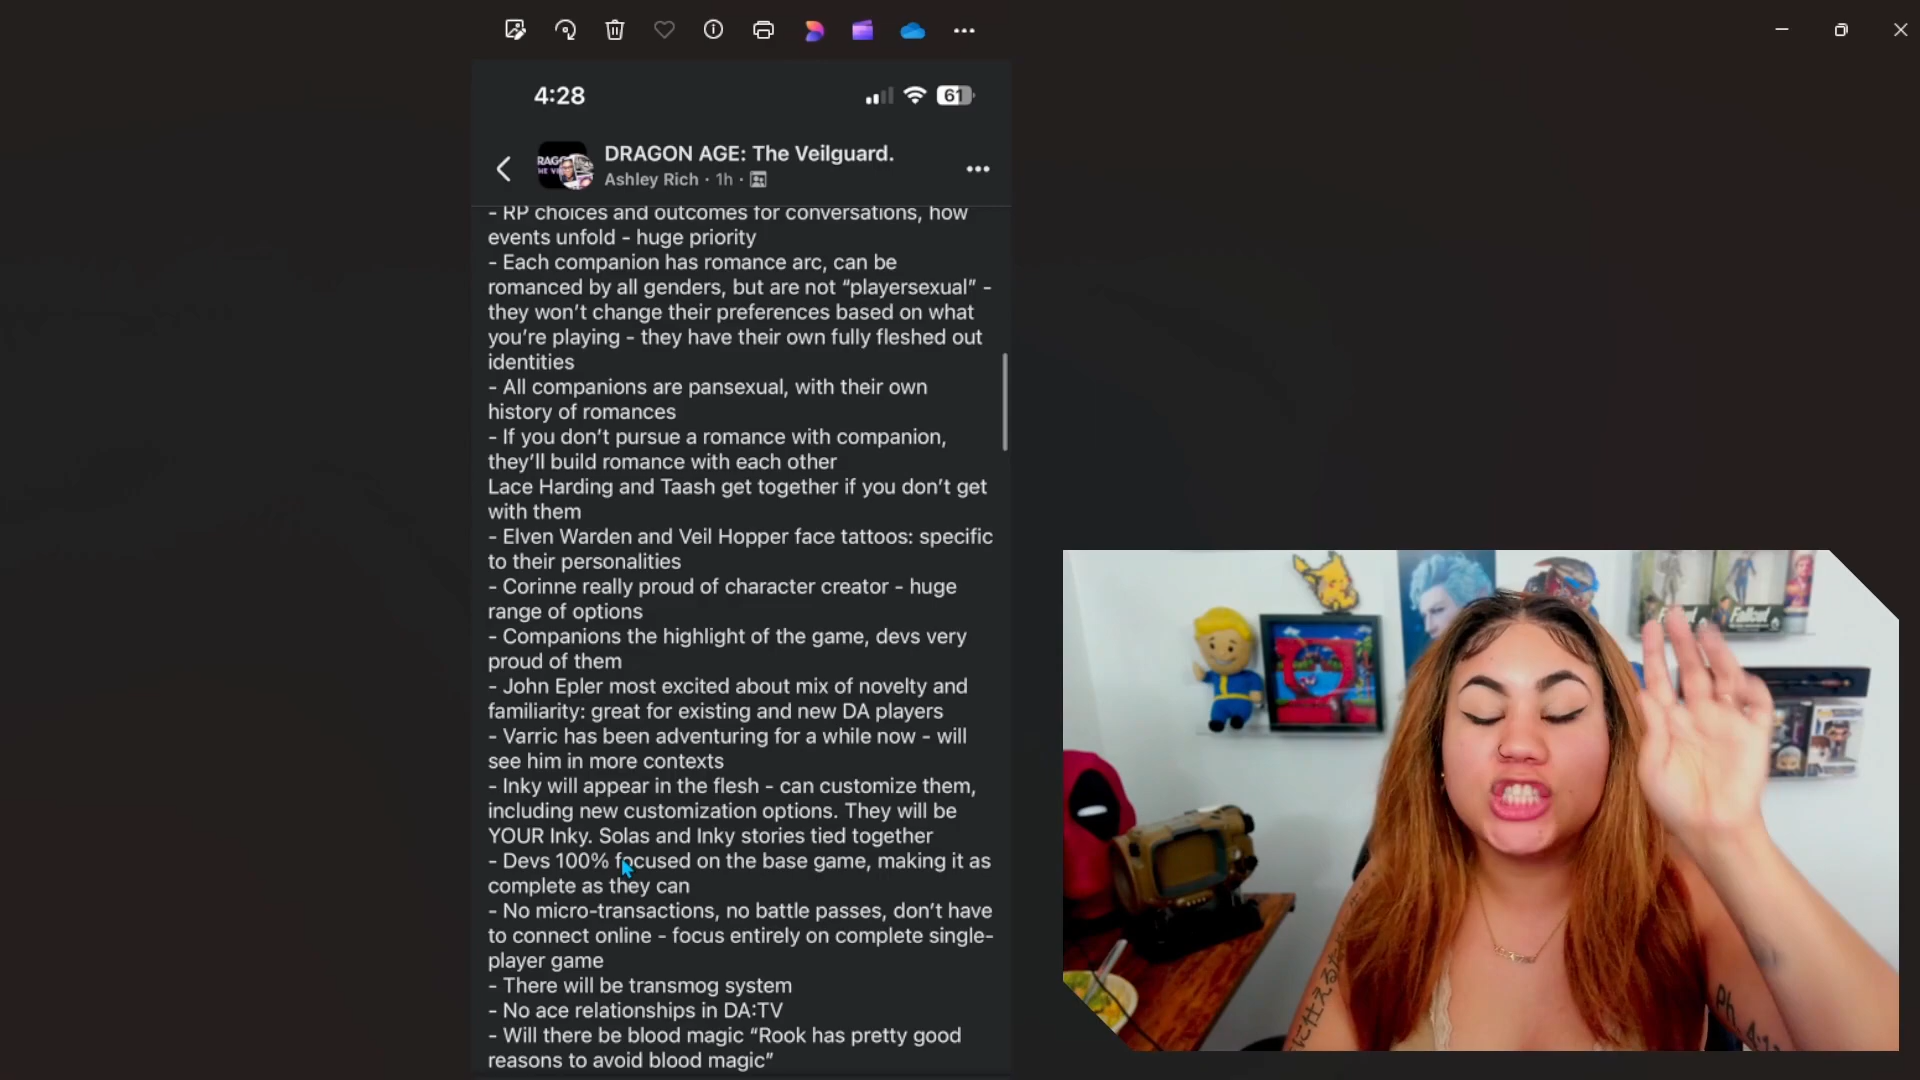 4:28
61
DRAGON AGE: The Veilguard.
Ashley Rich · 1h ·
- RP choices and outcomes for conversations, how
events unfold - huge priority
- Each companion has romance arc, can be
romanced by all genders, but are not “playersexual” -
they won’t change their preferences based on what
you’re playing - they have their own fully fleshed out
identities
- All companions are pansexual, with their own
history of romances
- If you don’t pursue a romance with companion,
they’ll build romance with each other
Lace Harding and Taash get together if you don’t get
with them
- Elven Warden and Veil Hopper face tattoos: specific
to their personalities
- Corinne really proud of character creator - huge
range of options
- Companions the highlight of the game, devs very
proud of them
- John Epler most excited about mix of novelty and
familiarity: great for existing and new DA players
- Varric has been adventuring for a while now - will
see him in more contexts
- Inky will appear in the flesh - can customize them,
including new customization options. They will be
YOUR Inky. Solas and Inky stories tied together
- Devs 100% focused on the base game, making it as
complete as they can
- No micro-transactions, no battle passes, don’t have
to connect online - focus entirely on complete single-
player game
- There will be transmog system
- No ace relationships in DA:TV
- Will there be blood magic “Rook has pretty good
reasons to avoid blood magic”
Fallout